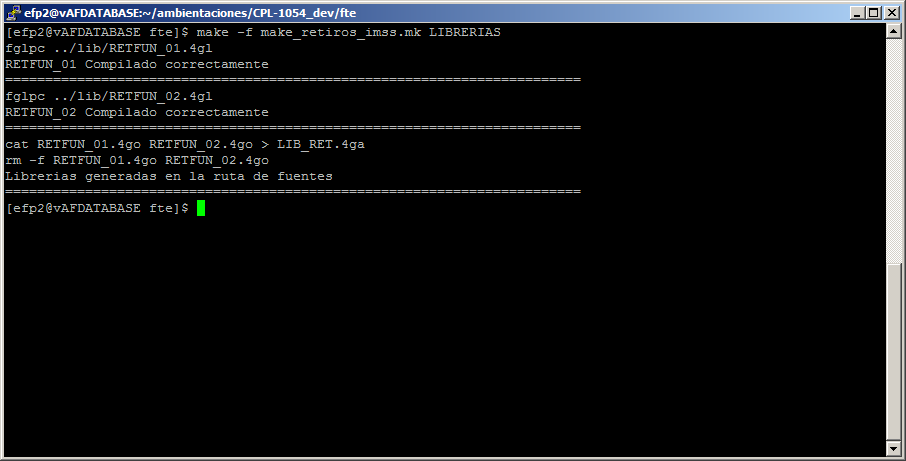 efp2@vAFDATABASE:~/ambientaciones/CPL-1054_dev/fte
[efp2@vAFDATABASE fte]$ make -f make_retiros_imss.mk LIBRERIAS
fglpc ../lib/RETFUN_01.4gl
RETFUN_01 Compilado correctamente
========================================================================
fglpc ../lib/RETFUN_02.4gl
RETFUN_02 Compilado correctamente
========================================================================
cat RETFUN_01.4go RETFUN_02.4go > LIB_RET.4ga
rm -f RETFUN_01.4go RETFUN_02.4go
Librerias generadas en la ruta de fuentes
========================================================================
[efp2@vAFDATABASE fte]$